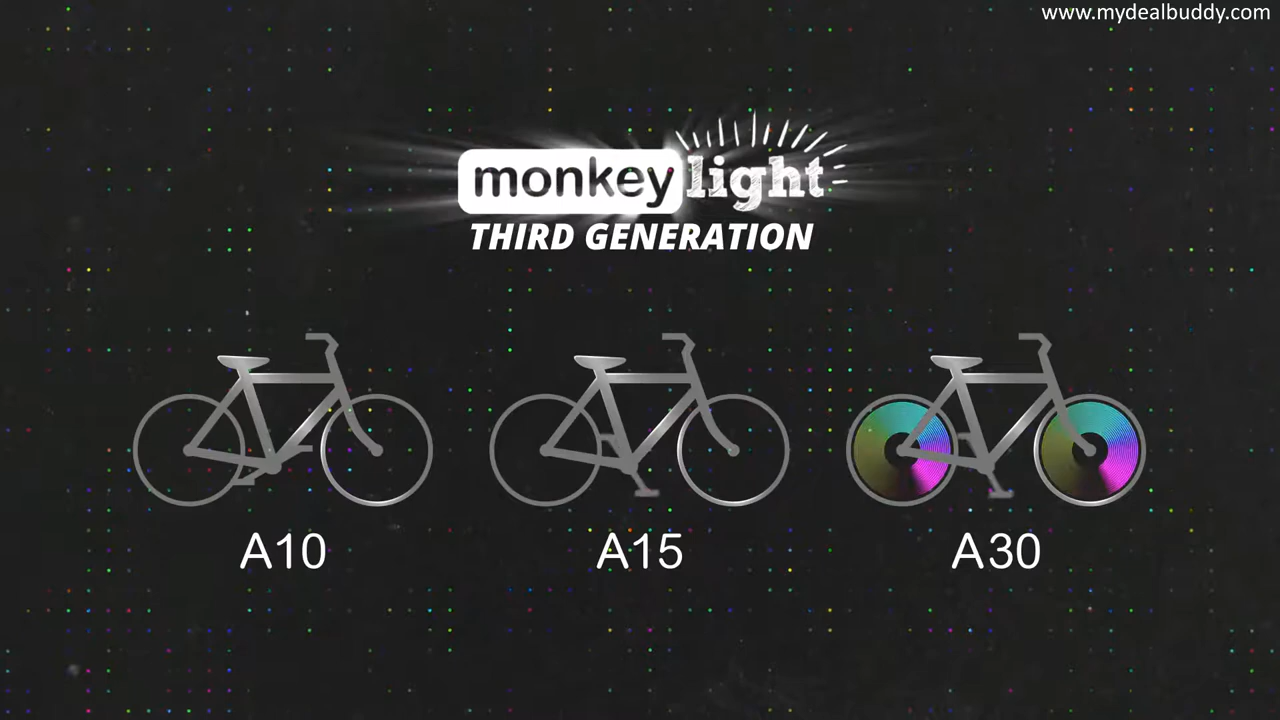 www.mydealbuddy.com
monkey light
THIRD GENERATION
A10
A15
A30